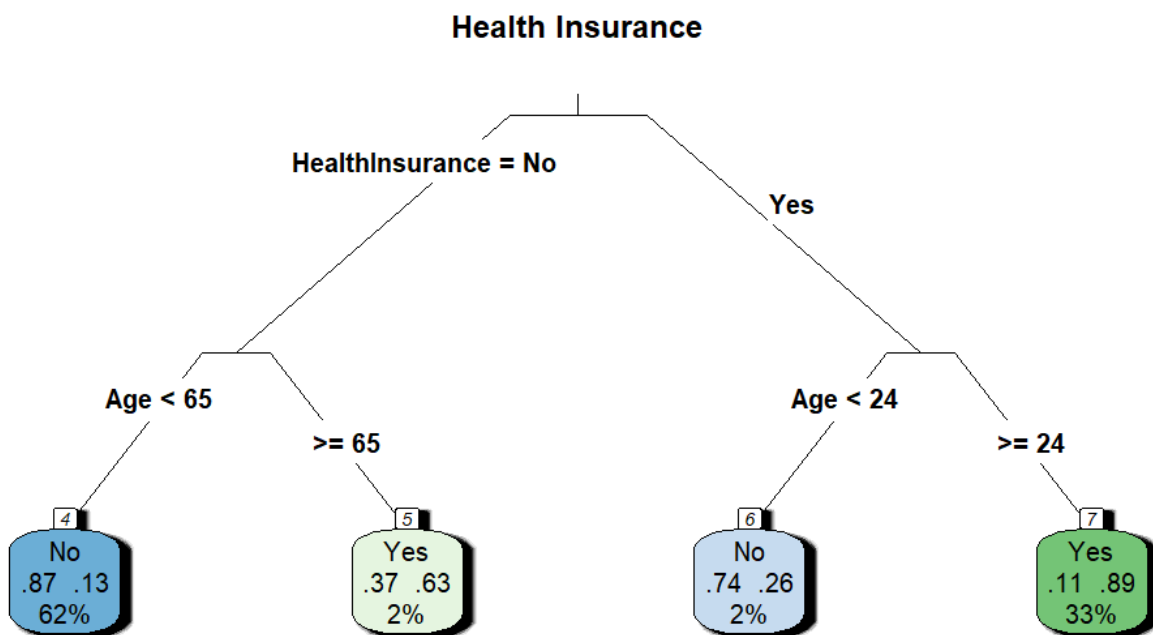 Health Insurance
HealthInsurance = No
Yes
Age < 65
>= 65
Age < 24
>= 24
4
No
.87 .13
62%
5
Yes
.37 .63
2%
6
No
.74 .26
2%
7
Yes
.11 .89
33%